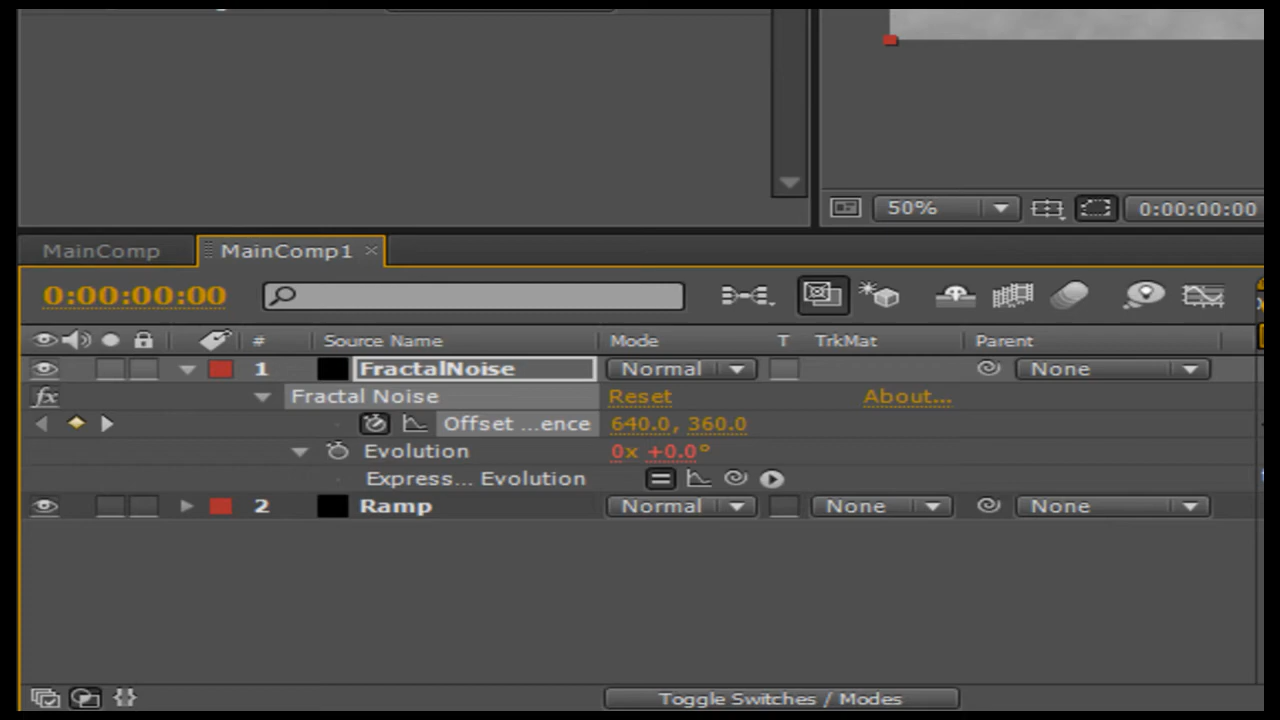 50% 0:00:00:00
MainComp MainComp1 ×
0:00:00:00
# Source Name Mode T TrkMat Parent
1 FractalNoise Normal None
fx Fractal Noise Reset About...
Offset ...ence 640.0, 360.0
Evolution 0x +0.0°
Express... Evolution
2 Ramp Normal None None
Toggle Switches / Modes